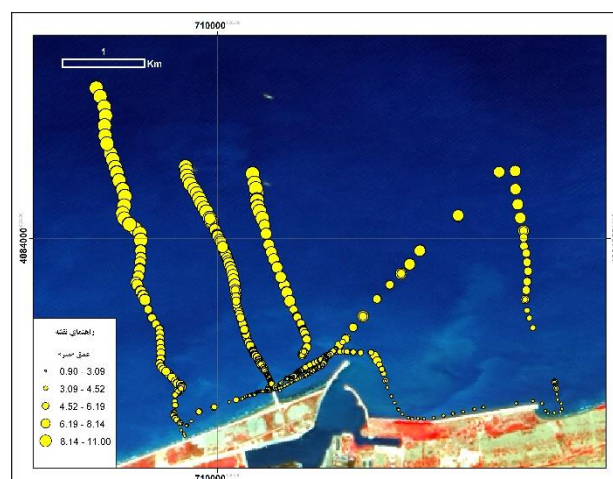 710000
1
Km
4084000
راهنمای نقشه
عمق <متر>
0.90 - 3.09
3.09 - 4.52
4.52 - 6.19
6.19 - 8.14
8.14 - 11.00
710000